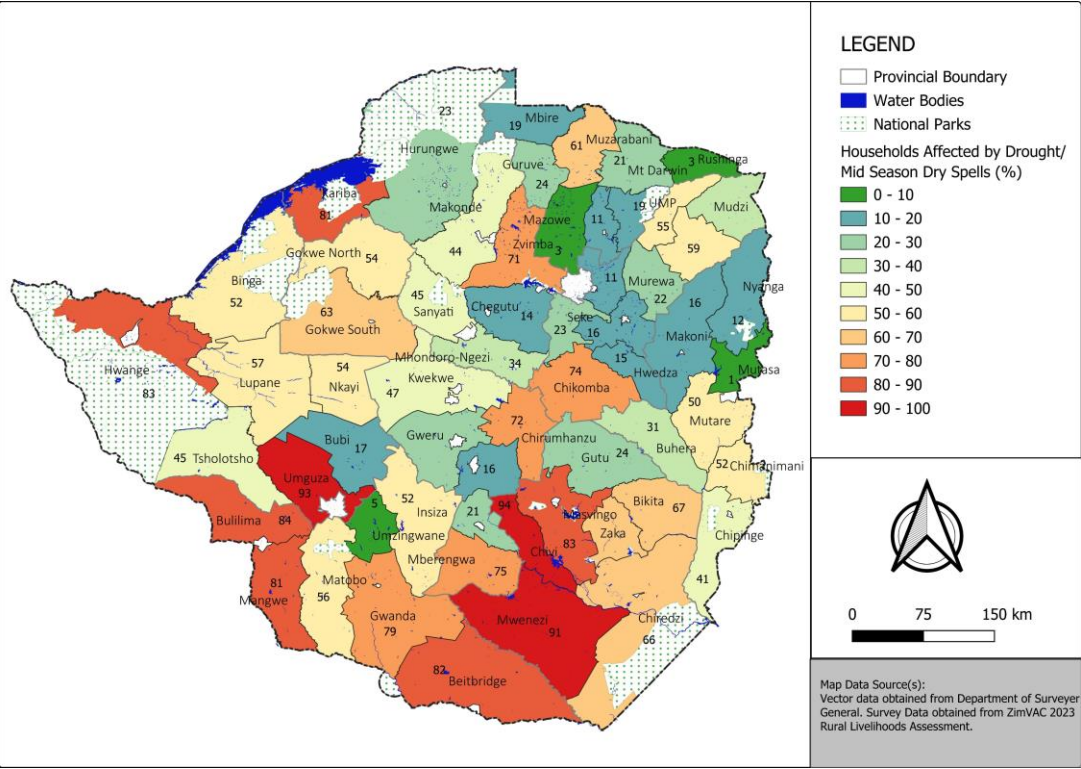 23
Mbire
19
61
Muzarabani
Hurungwe
Guruve
21
3 Rushinga
Mt Darwin
24
Kariba
81
Makonde
Mazowe
11
19
UMP
Mudzi
55
Zvimba
3
44
71
59
Gokwe North
54
Binga
52
11
Murewa
22
16
Nyanga
45
Sanyati
Chegutu
14
63
Gokwe South
Seke
23
16
12
Makoni
Mhondoro-Ngezi
34
15
Hwedza
Mutasa
1
57
Lupane
54
Nkayi
Kwekwe
47
74
Chikomba
Hwange
83
50
Mutare
72
Chirumhanzu
31
Buhera
Gweru
Bubi
17
Gutu 24
52
Chimanimani
45
Tsholotsho
16
Umguza
93
5
52
Insiza
21
94
Masvingo
Bikita
67
Bulilima
84
Umzingwane
Zaka
83
Chivi
Chipinge
Mberengwa
75
41
81
Mangwe
Matobo
56
Gwanda
79
Mwenezi
91
Chiredzi
66
82
Beitbridge
LEGEND
Provincial Boundary
Water Bodies
National Parks
Households Affected by Drought/
Mid Season Dry Spells (%)
0 - 10
10 - 20
20 - 30
30 - 40
40 - 50
50 - 60
60 - 70
70 - 80
80 - 90
90 - 100
0 75 150 km
Map Data Source(s):
Vector data obtained from Department of Surveyer
General. Survey Data obtained from ZimVAC 2023
Rural Livelihoods Assessment.